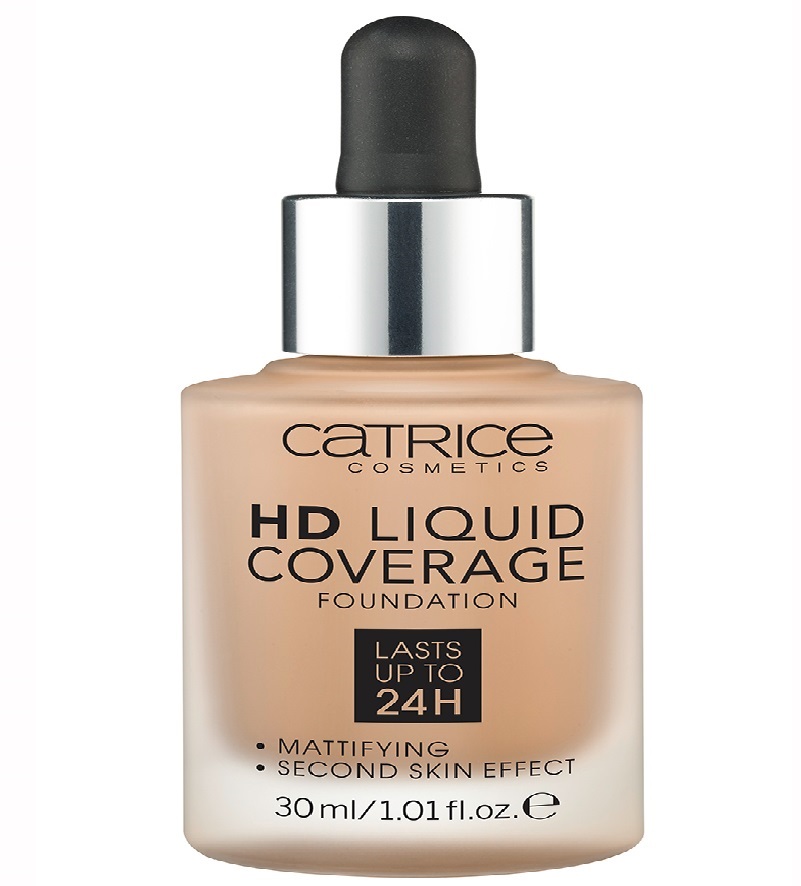 CATRICE
COSMETICS
HD LIQUID
COVERAGE
FOUNDATION
LASTS
UP TO
24H
• MATTIFYING
• SECOND SKIN EFFECT
30 ml/1.01 fl.oz. ℮